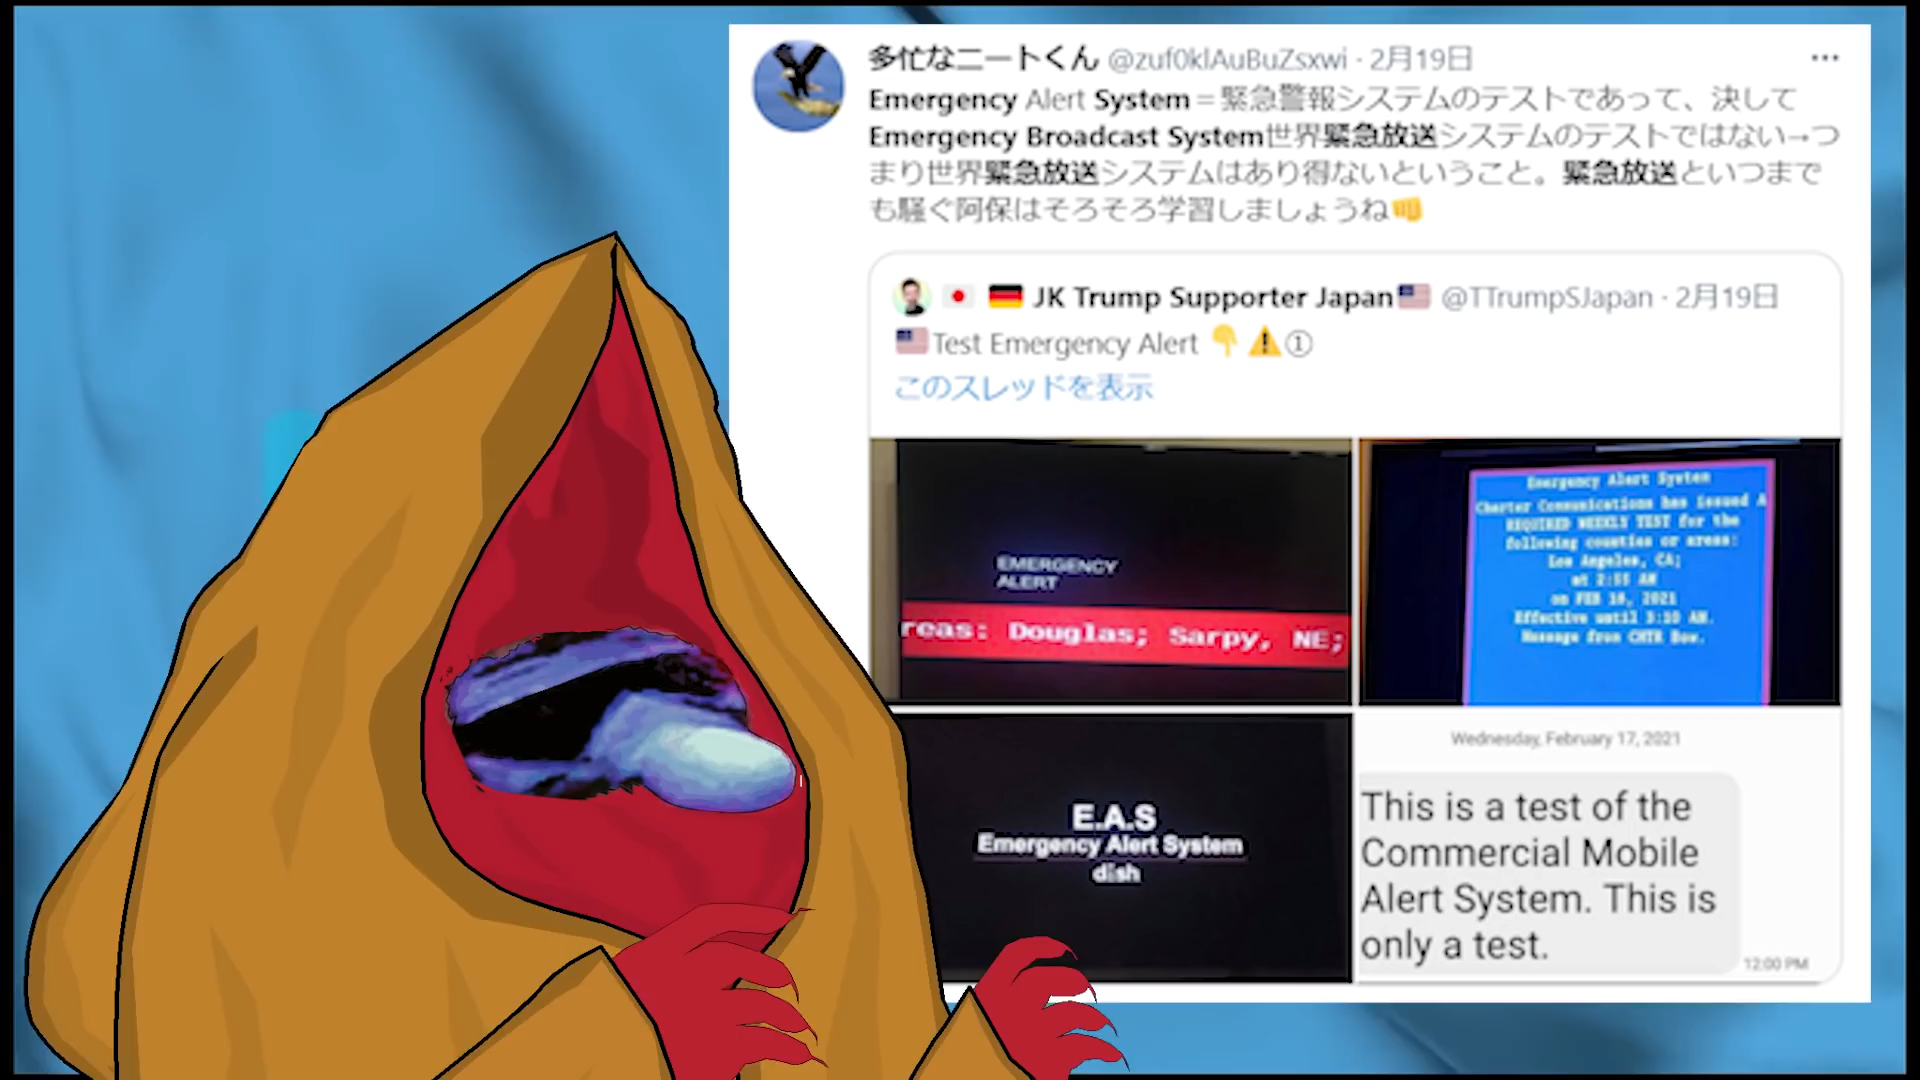 多忙なニートくん @zuf0klAuBuZsxwi · 2月19日
Emergency Alert System＝緊急警報システムのテストであって、決して
Emergency Broadcast System世界緊急放送システムのテストではない→つ
まり世界緊急放送システムはあり得ないということ。緊急放送といつまで
も騒ぐ阿保はそろそろ学習しましょうね👊
🇯🇵 🇩🇪 JK Trump Supporter Japan🇺🇸 @TTrumpSJapan · 2月19日
🇺🇸Test Emergency Alert 👇 ⚠️①
このスレッドを表示
EMERGENCY
ALERT
reas: Douglas; Sarpy, NE;
Emergency Alert System
Charter Communications has issued A
REQUIRED WEEKLY TEST for the
following counties or areas:
Los Angeles, CA;
at 2:55 AM
on FEB 18, 2021
Effective until 3:10 AM.
Message from CHTR
E.A.S
Emergency Alert System
dish
Wednesday, February 17, 2021
This is a test of the
Commercial Mobile
Alert System. This is
only a test.
12:00 PM